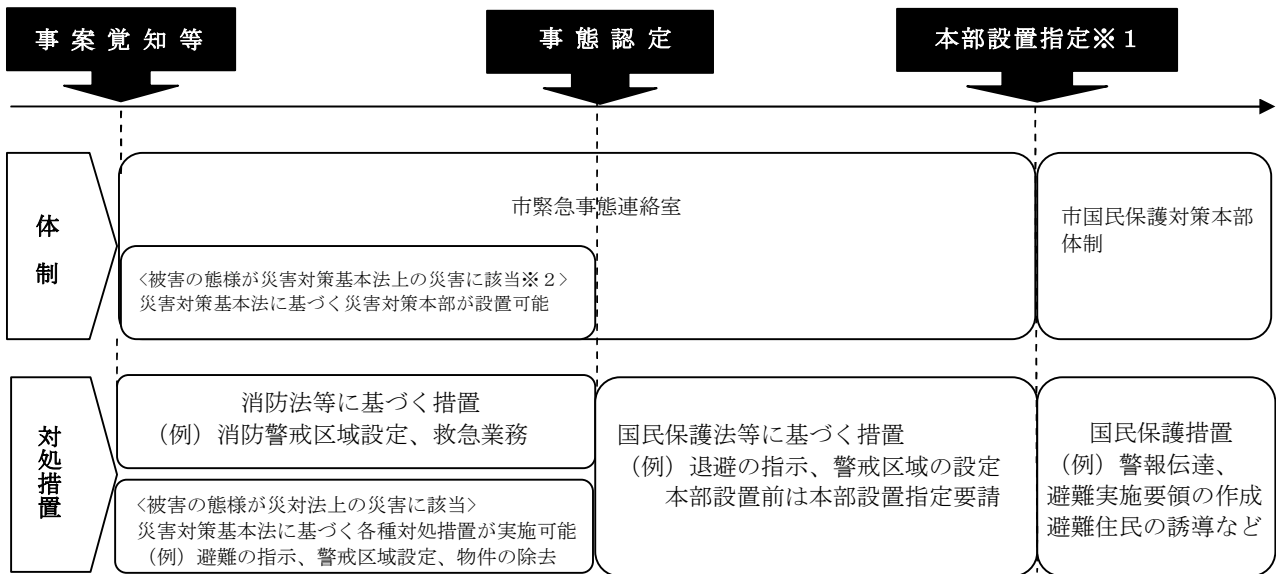 事案覚知等
事態認定
本部設置指定※1
体制
市緊急事態連絡室
<被害の態様が災害対策基本法上の災害に該当※2>
災害対策基本法に基づく災害対策本部が設置可能
市国民保護対策本部
体制
対処措置
消防法等に基づく措置
（例）消防警戒区域設定、救急業務
<被害の態様が災対法上の災害に該当>
災害対策基本法に基づく各種対処措置が実施可能
（例）避難の指示、警戒区域設定、物件の除去
国民保護法等に基づく措置
（例）退避の指示、警戒区域の設定
本部設置前は本部設置指定要請
国民保護措置
（例）警報伝達、
避難実施要領の作成
避難住民の誘導など